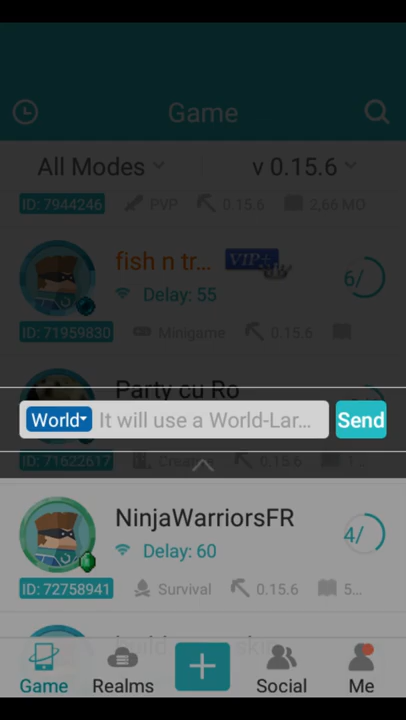 Game
All Modes v 0.15.6
ID: 7944246 PVP 0.15.6 2,66 MO
fish n tr... VIP+
6/
Delay: 55
ID: 71959830 Minigame 0.15.6
Party cu Ro
World It will use a World-Lar... Send
ID: 71622617 0.15.6 1...
NinjaWarriorsFR
4/
Delay: 60
ID: 72758941 Survival 0.15.6 5...
Game Realms Social Me